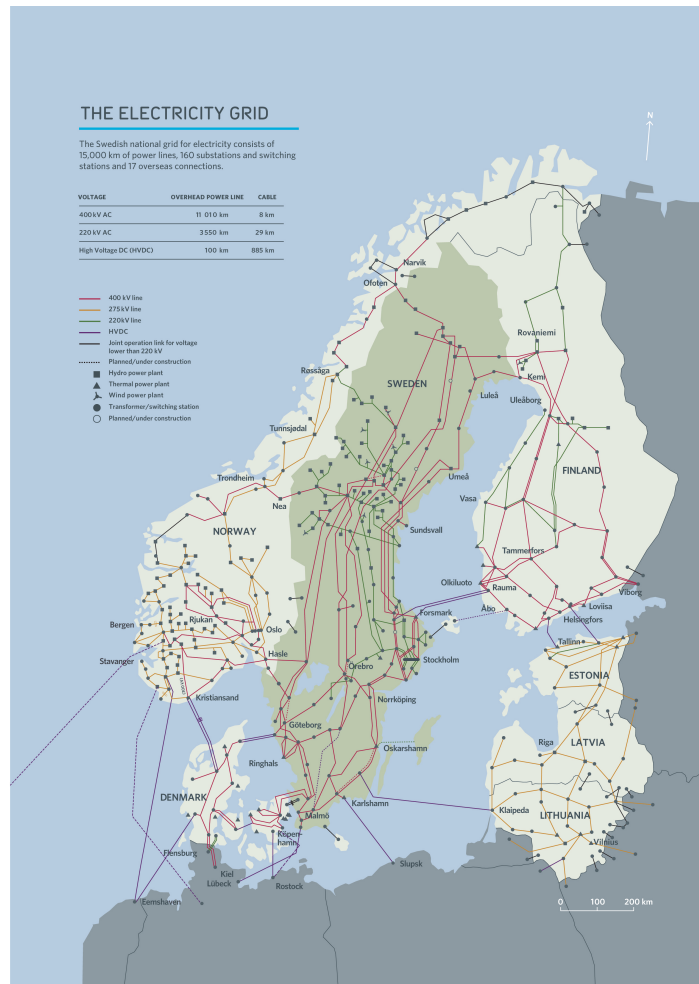 THE ELECTRICITY GRID
The Swedish national grid for electricity consists of
15,000 km of power lines, 160 substations and switching
stations and 17 overseas connections.
VOLTAGE OVERHEAD POWER LINE CABLE
400 kV AC 11 010 km 8 km
220 kV AC 3 550 km 29 km
High Voltage DC (HVDC) 100 km 885 km
400 kV line
275 kV line
220 kV line
HVDC
Joint operation link for voltage
lower than 220 kV
Planned/under construction
Hydro power plant
Thermal power plant
Wind power plant
Transformer/switching station
Planned/under construction
N
Narvik
Ofoten
Rovaniemi
Røssåga
SWEDEN
Kemi
Luleå
Uleåborg
Tunnsjødal
FINLAND
Trondheim
Umeå
Nea
Vasa
NORWAY
Sundsvall
Tammerfors
Olkiluoto
Rauma
Viborg
Forsmark
Åbo
Loviisa
Helsingfors
Rjukan
Bergen
Oslo
Tallinn
Hasle
Stavanger
Örebro
Stockholm
ESTONIA
Kristiansand
Norrköping
Göteborg
Riga
LATVIA
Oskarshamn
Ringhals
DENMARK
Karlshamn
Klaipeda
LITHUANIA
Malmö
Köpen-
hamn
Vilnius
Flensburg
Slupsk
Kiel
Lübeck
Rostock
Eemshaven
0 100 200 km